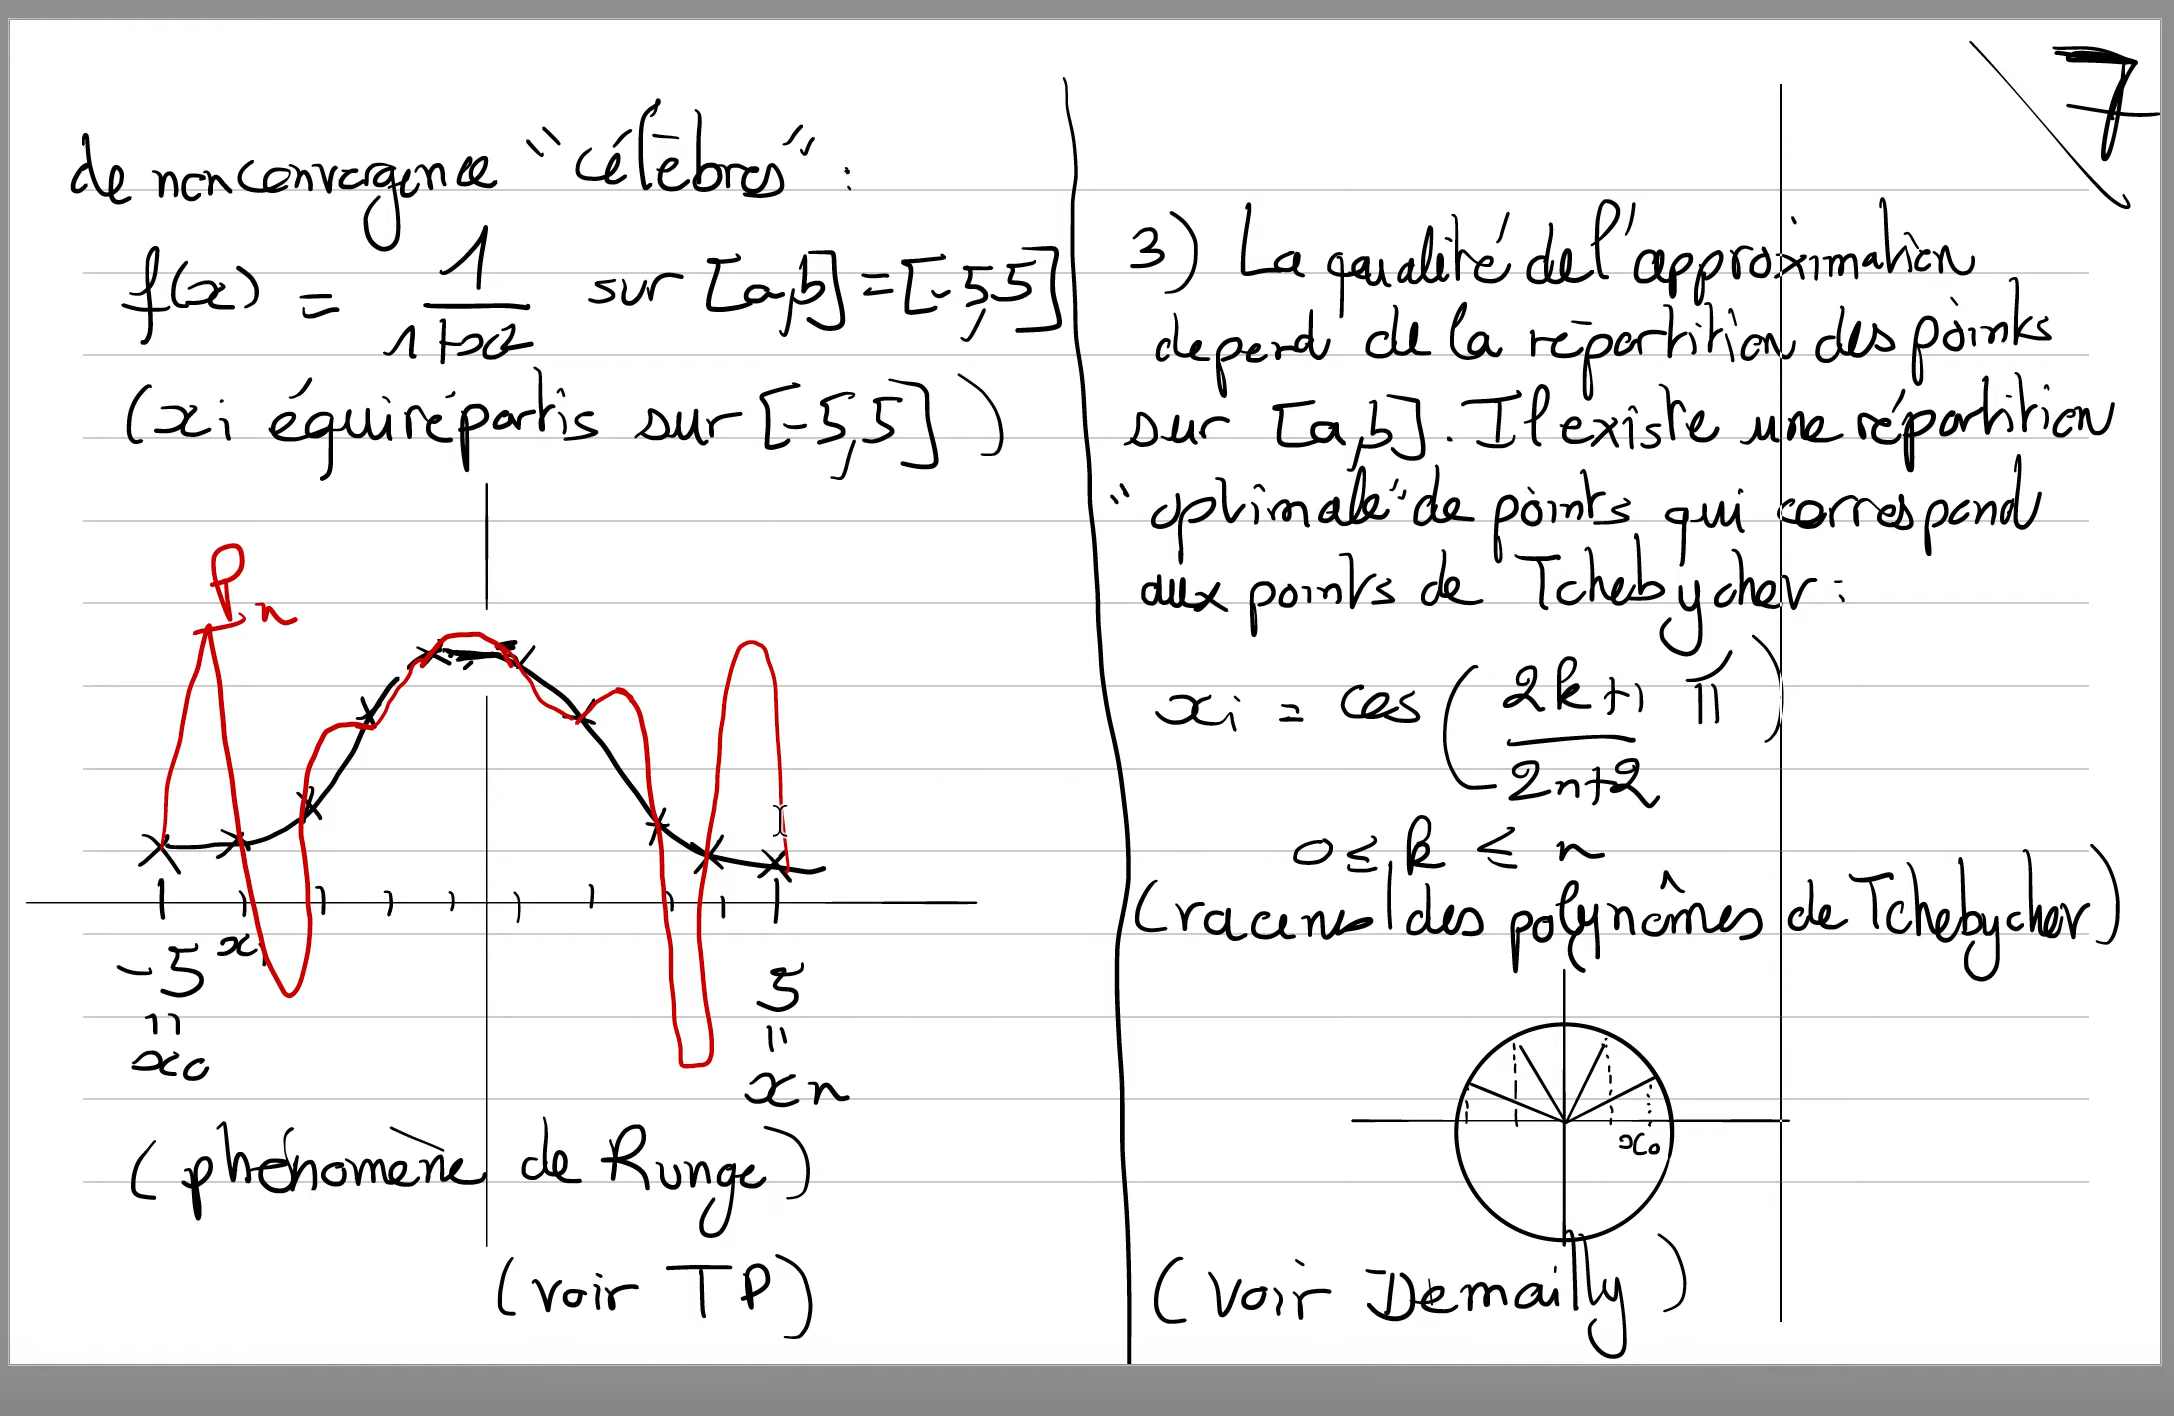 7
de non convergence "célèbres" :
f(x) = 1/(1+x²) sur [a,b] = [-5,5]
(xi équirépartis sur [-5,5])
Pn
-5 x1 5
= =
x0 xn
(phénomène de Runge)
(voir TP)
3) La qualité de l'approximation
depend de la répartition des points
sur [a,b]. Il existe une répartition
"optimale" de points qui correspond
aux points de Tchebychev :
xi = cos ( (2k+1)/(2n+2) π )
0 ≤ k ≤ n
(racines des polynômes de Tchebychev)
x0
(Voir Demailly)